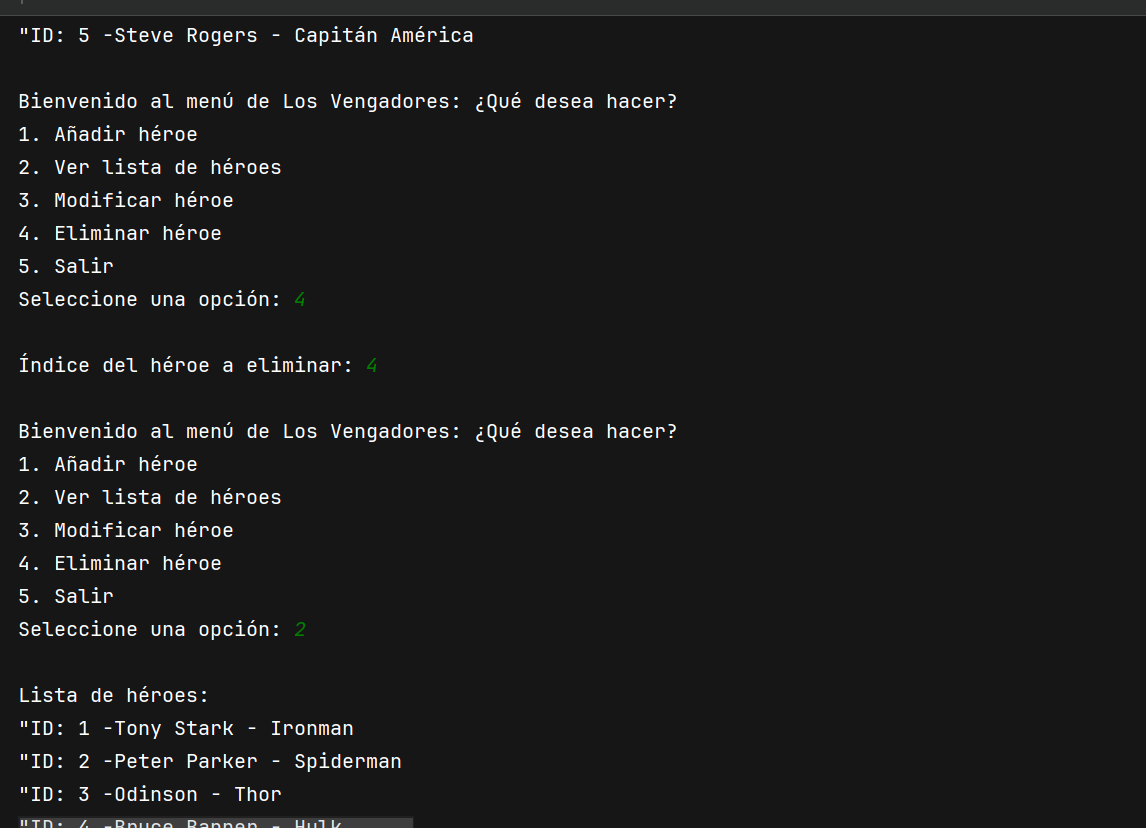 "ID: 5 -Steve Rogers - Capitán América
Bienvenido al menú de Los Vengadores: ¿Qué desea hacer?
1. Añadir héroe
2. Ver lista de héroes
3. Modificar héroe
4. Eliminar héroe
5. Salir
Seleccione una opción: 4
Índice del héroe a eliminar: 4
Bienvenido al menú de Los Vengadores: ¿Qué desea hacer?
1. Añadir héroe
2. Ver lista de héroes
3. Modificar héroe
4. Eliminar héroe
5. Salir
Seleccione una opción: 2
Lista de héroes:
"ID: 1 -Tony Stark - Ironman
"ID: 2 -Peter Parker - Spiderman
"ID: 3 -Odinson - Thor
"ID: 4 -Bruce Banner - Hulk